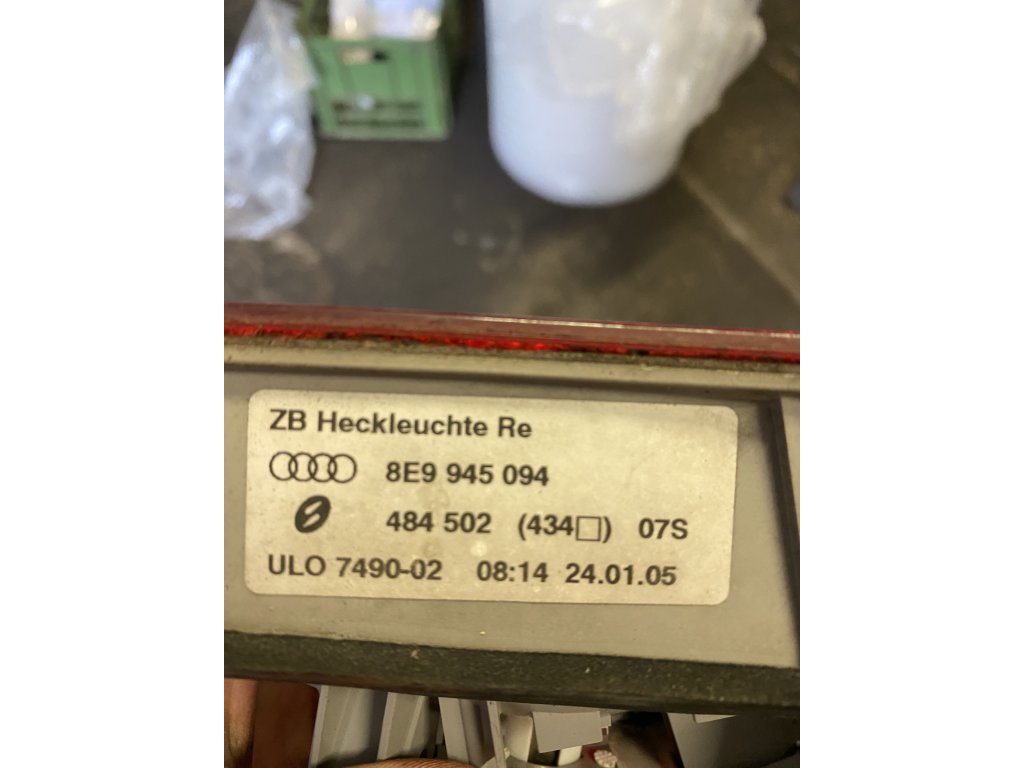 ZB Heckleuchte Re
8E9 945 094
484 502 (434□) 07S
ULO 7490-02 08:14 24.01.05